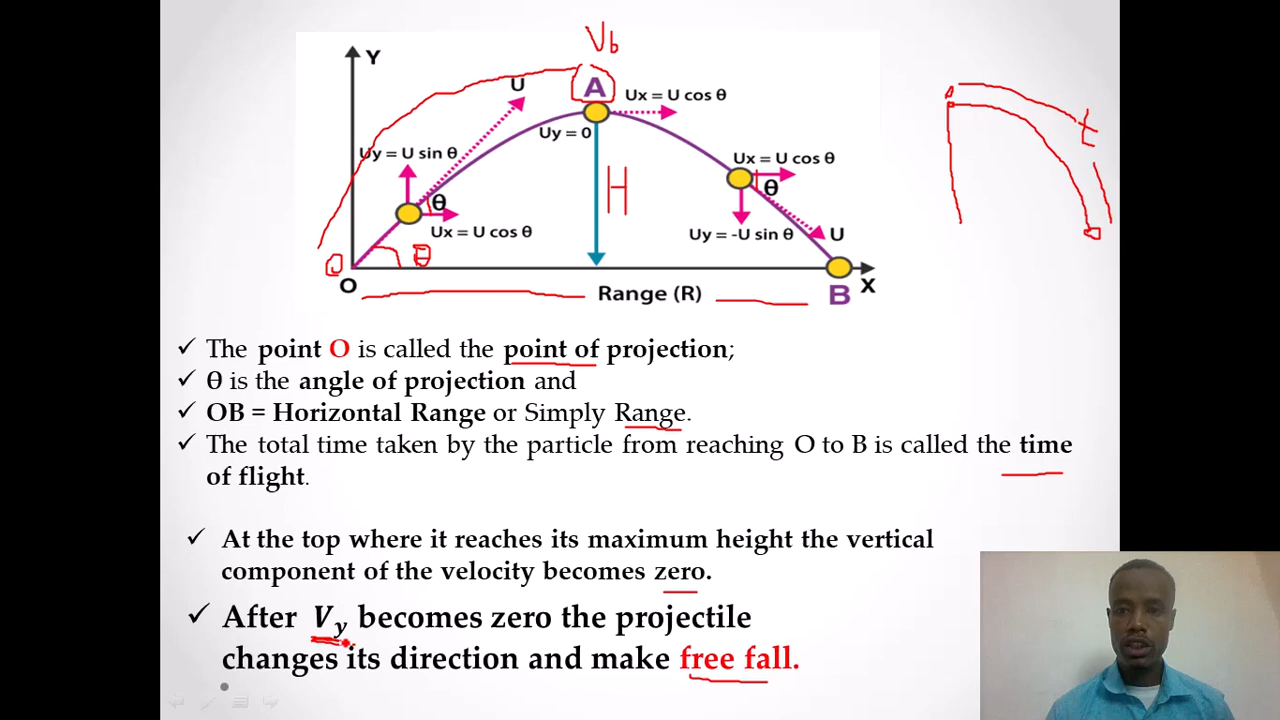 V_b
Y
U
A
Ux = U cos θ
Uy = 0
Uy = U sin θ
Ux = U cos θ
θ
θ
H
t
θ
Ux = U cos θ
Uy = -U sin θ
U
θ
O
O
Range (R)
B
X
✓ The point O is called the point of projection;
✓ θ is the angle of projection and
✓ OB = Horizontal Range or Simply Range.
✓ The total time taken by the particle from reaching O to B is called the time
of flight.
✓ At the top where it reaches its maximum height the vertical
component of the velocity becomes zero.
✓ After V_y becomes zero the projectile
changes its direction and make free fall.